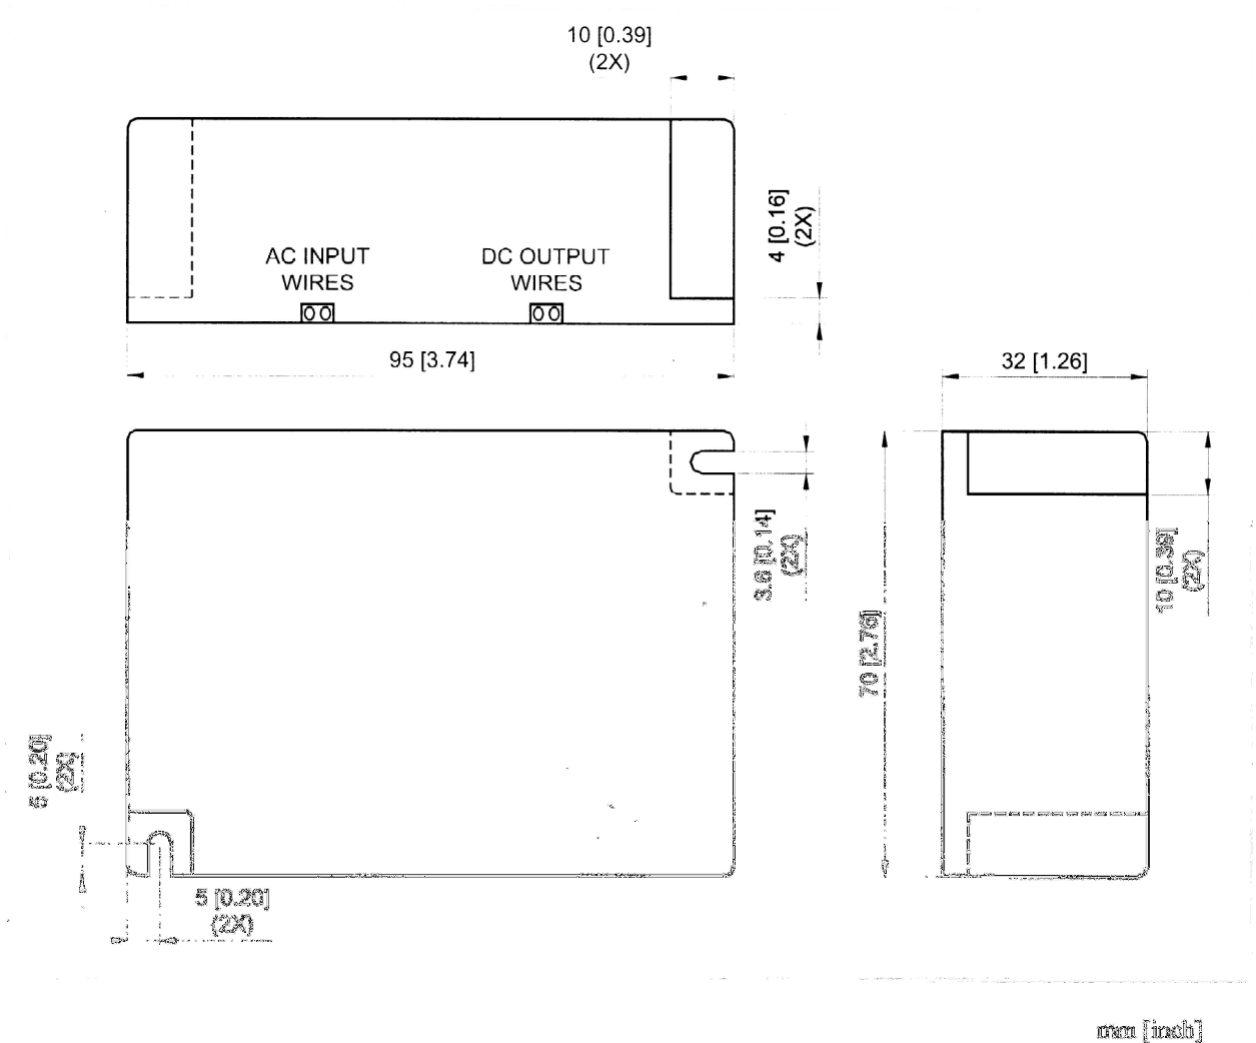 10 [0.39]
(2X)
4 [0.16]
(2X)
AC INPUT
WIRES
DC OUTPUT
WIRES
95 [3.74]
32 [1.26]
3.6 [0.14]
(2X)
10 [0.39]
(2X)
70 [2.76]
5 [0.20]
(2X)
5 [0.20]
(2X)
mm [inch]